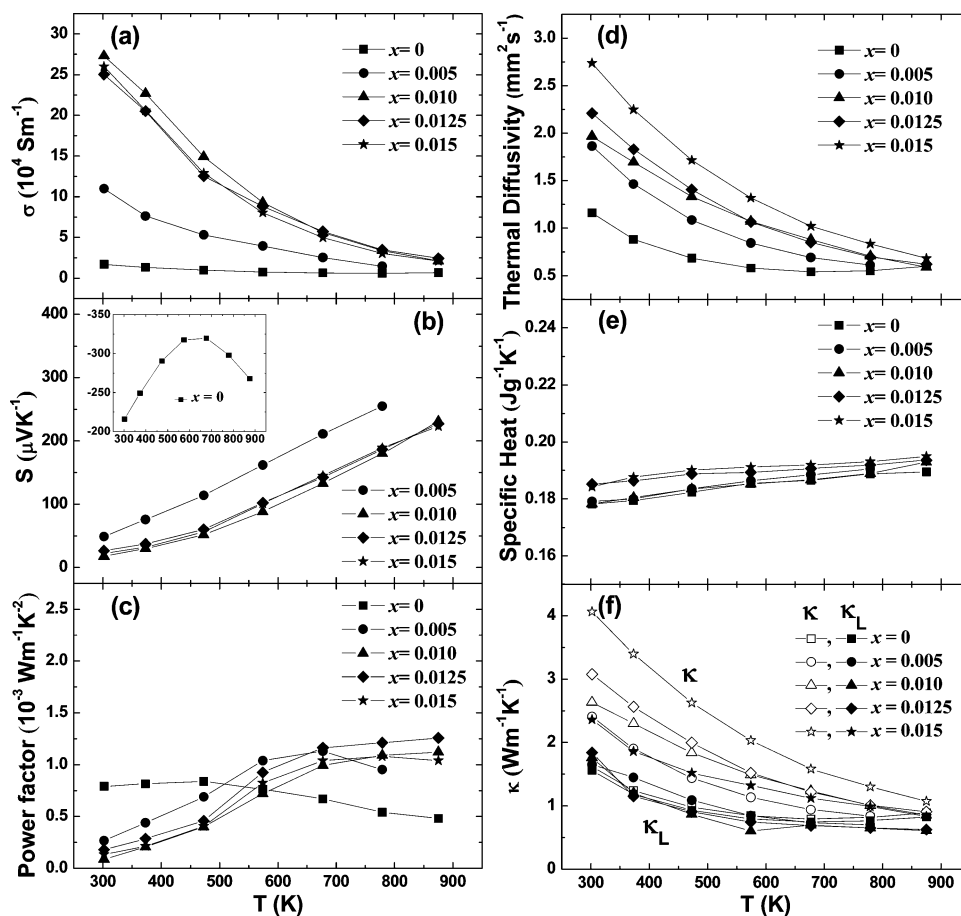 (a)
σ (10⁴ Sm⁻¹)
30
25
20
15
10
5
0
x= 0
x= 0.005
x= 0.010
x= 0.0125
x= 0.015
(b)
S (μVK⁻¹)
400
300
200
100
0
-350
-300
-250
-200
300 400 500 600 700 800 900
x = 0
x= 0.005
x= 0.010
x= 0.0125
x= 0.015
(c)
Power factor (10⁻³ Wm⁻¹K⁻²)
2.5
2.0
1.5
1.0
0.5
0.0
x= 0
x= 0.005
x= 0.010
x= 0.0125
x= 0.015
300 400 500 600 700 800 900
T (K)
(d)
Thermal Diffusivity (mm²s⁻¹)
3.0
2.5
2.0
1.5
1.0
0.5
x= 0
x= 0.005
x= 0.010
x= 0.0125
x= 0.015
(e)
Specific Heat (Jg⁻¹K⁻¹)
0.24
0.22
0.20
0.18
0.16
x= 0
x= 0.005
x= 0.010
x= 0.0125
x= 0.015
(f)
κ (Wm⁻¹K⁻¹)
4
3
2
1
0
κ κL
, x = 0
, x = 0.005
, x = 0.010
, x = 0.0125
, x = 0.015
κ
κL
300 400 500 600 700 800 900
T (K)